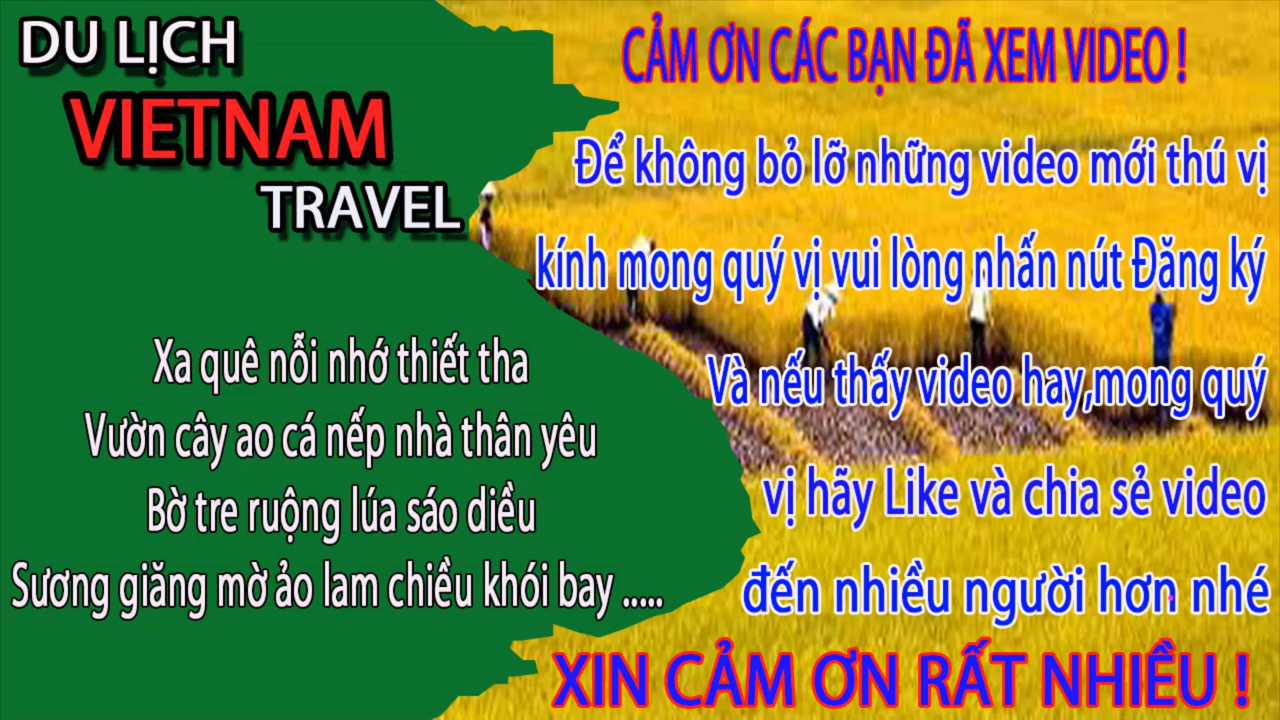 DU LỊCH
VIETNAM
TRAVEL
Xa quê nỗi nhớ thiết tha
Vườn cây ao cá nếp nhà thân yêu
Bờ tre ruộng lúa sáo diều
Sương giăng mờ ảo lam chiều khói bay .....
CẢM ƠN CÁC BẠN ĐÃ XEM VIDEO !
Để không bỏ lỡ những video mới thú vị
kính mong quý vị vui lòng nhấn nút Đăng ký
Và nếu thấy video hay,mong quý
vị hãy Like và chia sẻ video
đến nhiều người hơn nhé
XIN CẢM ƠN RẤT NHIỀU !